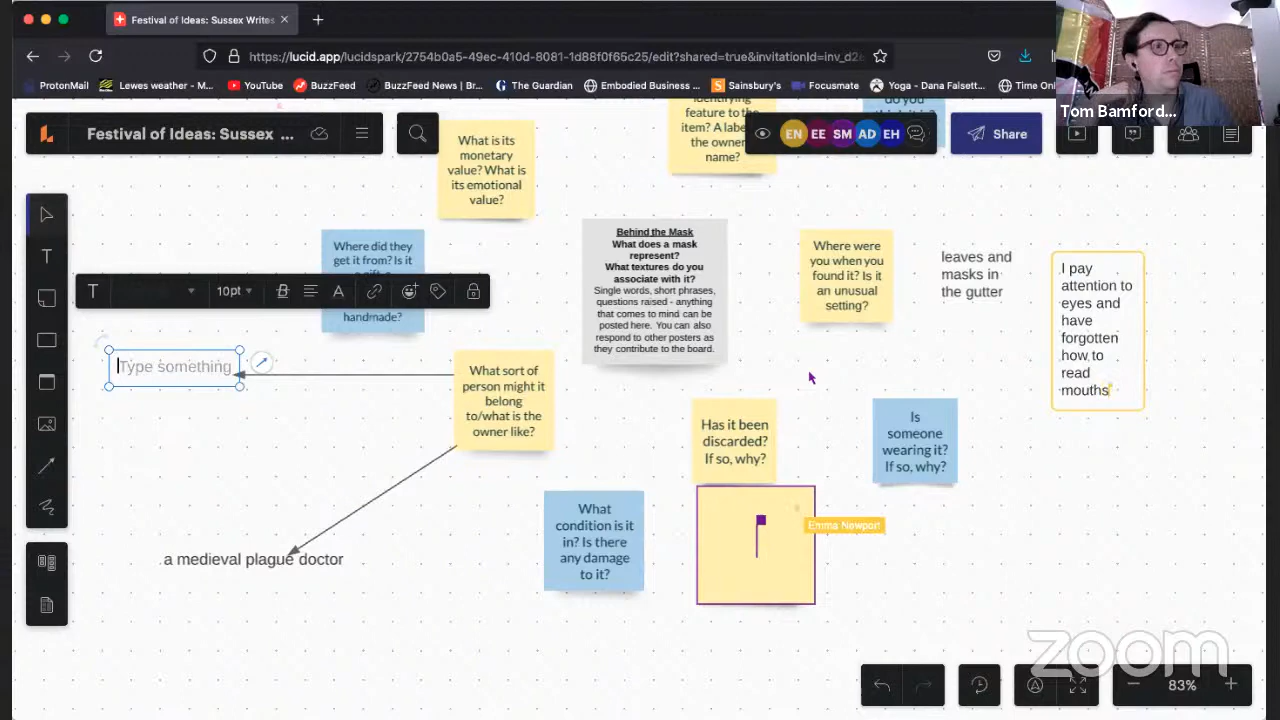 Festival of Ideas: Sussex Writes
https://lucid.app/lucidspark/2754b0a5-49ec-410d-8081-1d88f0f65c25/edit?shared=true&invitationId=inv_d2
ProtonMail
Lewes weather - M...
YouTube
BuzzFeed
BuzzFeed News | Br...
The Guardian
Embodied Business ...
Sainsbury's
Focusmate
Yoga - Dana Falsett...
Time Onl
Tom Bamford...
Festival of Ideas: Sussex ...
EN
EE
SM
AD
EH
Share
identifying
feature to the
item? A label
the owner
name?
do you
What is its
monetary
value? What is
its emotional
value?
Where did they
get it from? Is it
handmade?
10pt
Behind the Mask
What does a mask
represent?
What textures do you
associate with it?
Single words, short phrases,
questions raised - anything
that comes to mind can be
posted here. You can also
respond to other posters as
they contribute to the board.
Where were
you when you
found it? Is it
an unusual
setting?
leaves and
masks in
the gutter
I pay
attention to
eyes and
have
forgotten
how to
read
mouths
Type something
What sort of
person might it
belong
to/what is the
owner like?
Has it been
discarded?
If so, why?
Is
someone
wearing it?
If so, why?
What
condition is it
in? Is there
any damage
to it?
Emma Newport
a medieval plague doctor
zoom
83%